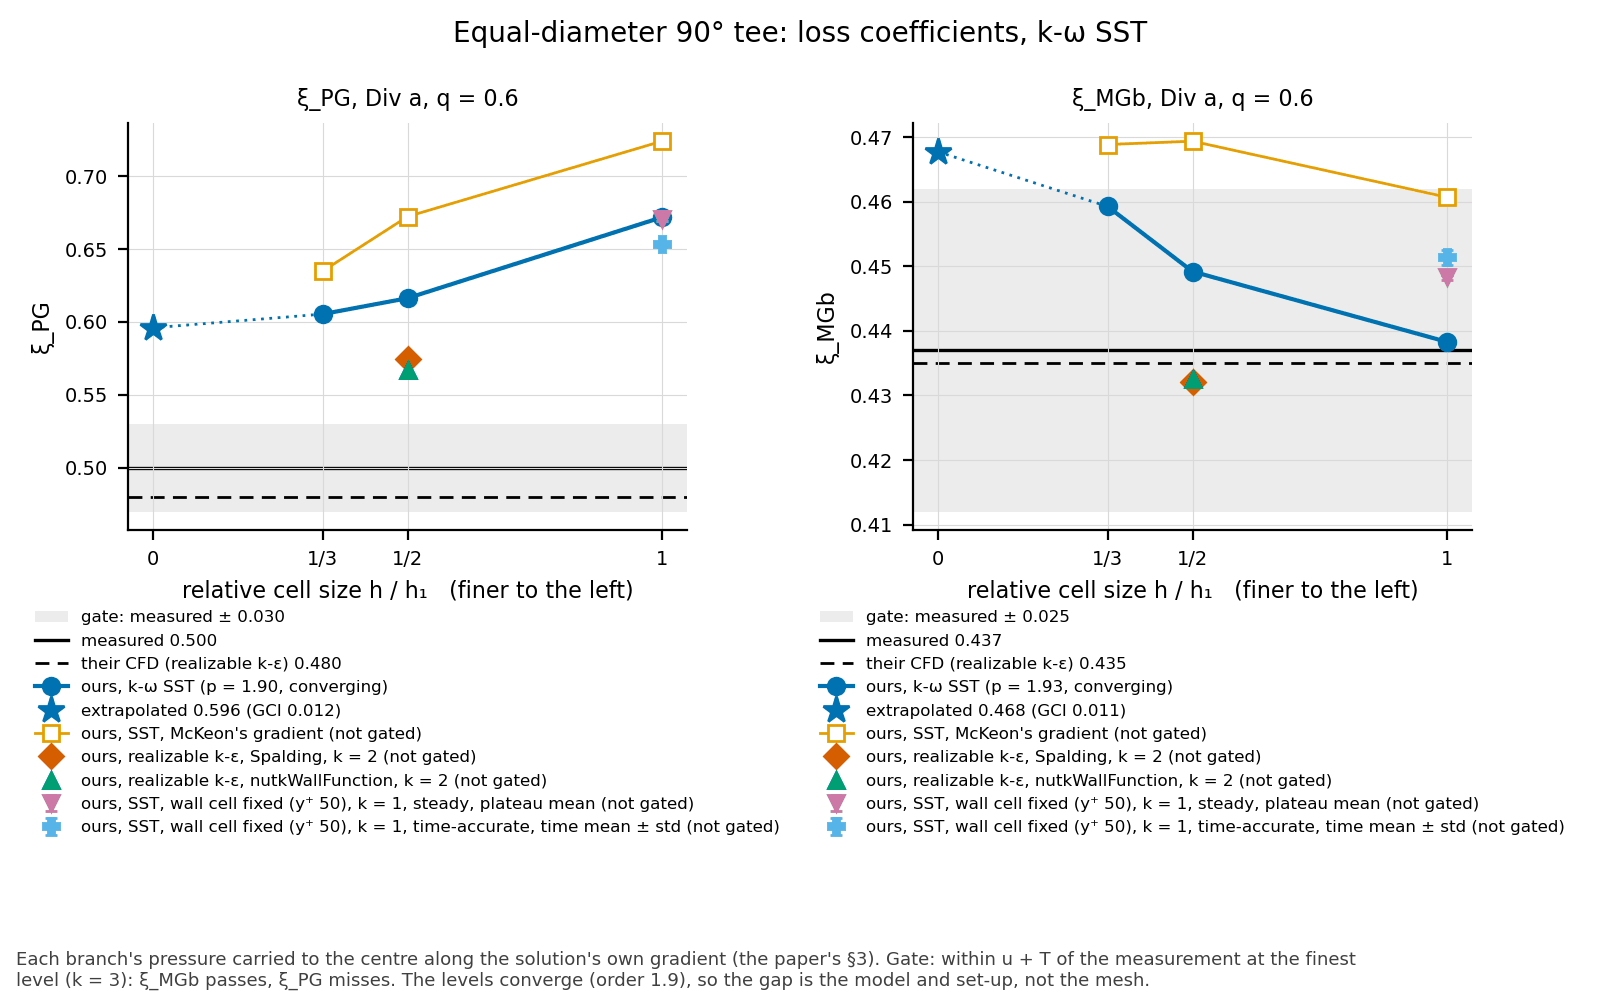 Equal-diameter 90° tee: loss coefficients, k-ω SST
ξ_PG, Div a, q = 0.6
ξ_PG
0.70
0.65
0.60
0.55
0.50
0
1/3
1/2
1
relative cell size h / h₁   (finer to the left)
gate: measured ± 0.030
measured 0.500
their CFD (realizable k-ε) 0.480
ours, k-ω SST (p = 1.90, converging)
extrapolated 0.596 (GCI 0.012)
ours, SST, McKeon's gradient (not gated)
ours, realizable k-ε, Spalding, k = 2 (not gated)
ours, realizable k-ε, nutkWallFunction, k = 2 (not gated)
ours, SST, wall cell fixed (y⁺ 50), k = 1, steady, plateau mean (not gated)
ours, SST, wall cell fixed (y⁺ 50), k = 1, time-accurate, time mean ± std (not gated)
ξ_MGb, Div a, q = 0.6
ξ_MGb
0.47
0.46
0.45
0.44
0.43
0.42
0.41
0
1/3
1/2
1
relative cell size h / h₁   (finer to the left)
gate: measured ± 0.025
measured 0.437
their CFD (realizable k-ε) 0.435
ours, k-ω SST (p = 1.93, converging)
extrapolated 0.468 (GCI 0.011)
ours, SST, McKeon's gradient (not gated)
ours, realizable k-ε, Spalding, k = 2 (not gated)
ours, realizable k-ε, nutkWallFunction, k = 2 (not gated)
ours, SST, wall cell fixed (y⁺ 50), k = 1, steady, plateau mean (not gated)
ours, SST, wall cell fixed (y⁺ 50), k = 1, time-accurate, time mean ± std (not gated)
Each branch's pressure carried to the centre along the solution's own gradient (the paper's §3). Gate: within u + T of the measurement at the finest
level (k = 3): ξ_MGb passes, ξ_PG misses. The levels converge (order 1.9), so the gap is the model and set-up, not the mesh.